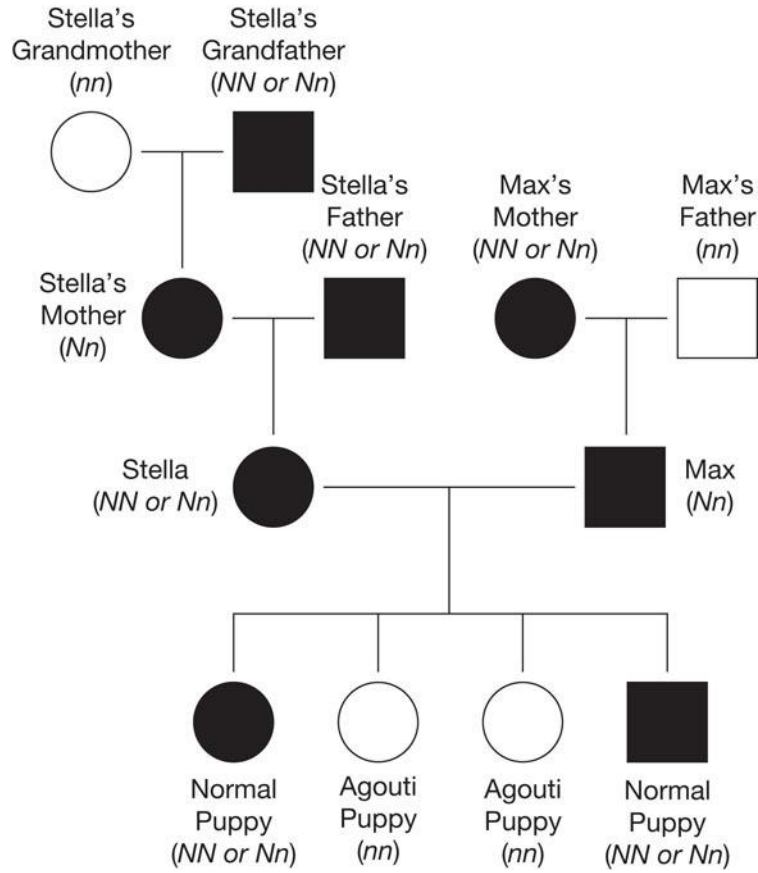 Stella's
Grandmother
(nn)
Stella's
Grandfather
(NN or Nn)
Stella's
Father
(NN or Nn)
Max's
Mother
(NN or Nn)
Max's
Father
(nn)
Stella's
Mother
(Nn)
Stella
(NN or Nn)
Max
(Nn)
Normal
Puppy
(NN or Nn)
Agouti
Puppy
(nn)
Agouti
Puppy
(nn)
Normal
Puppy
(NN or Nn)